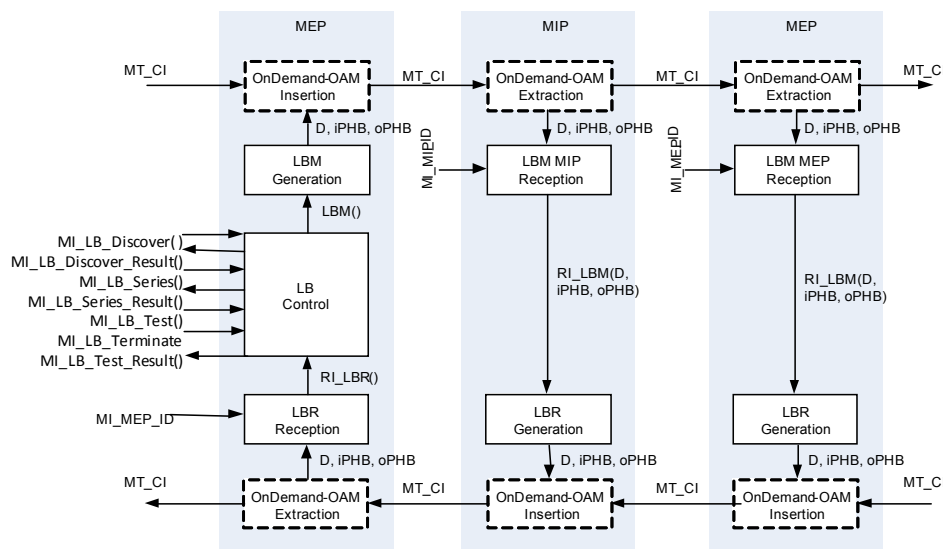 MEP
MIP
MEP
MT_CI
OnDemand-OAM
Insertion
MT_CI
OnDemand-OAM
Extraction
MT_CI
OnDemand-OAM
Extraction
MT_C
D, iPHB, oPHB
D, iPHB, oPHB
D, iPHB, oPHB
LBM
Generation
MI_MIPID
LBM MIP
Reception
MI_MEPID
LBM MEP
Reception
LBM()
MI_LB_Discover()
MI_LB_Discover_Result()
MI_LB_Series()
MI_LB_Series_Result()
MI_LB_Test()
MI_LB_Terminate
MI_LB_Test_Result()
LB
Control
RI_LBM(D,
iPHB, oPHB)
RI_LBM(D,
iPHB, oPHB)
RI_LBR()
MI_MEP_ID
LBR
Reception
LBR
Generation
LBR
Generation
D, iPHB, oPHB
D, iPHB, oPHB
D, iPHB, oPHB
MT_CI
OnDemand-OAM
Extraction
MT_CI
OnDemand-OAM
Insertion
MT_CI
OnDemand-OAM
Insertion
MT_C